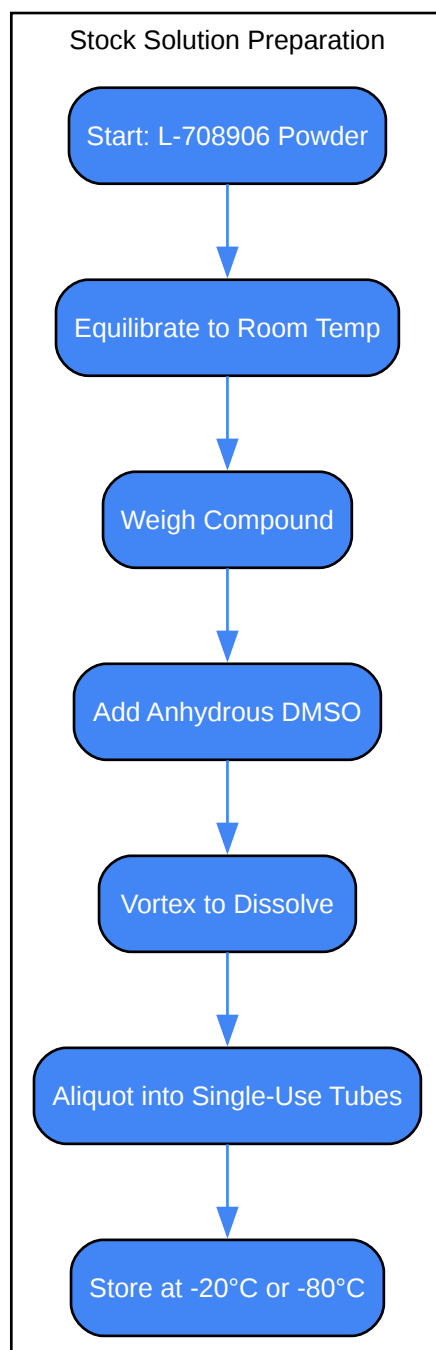 Stock Solution Preparation
Start: L-708906 Powder
Equilibrate to Room Temp
Weigh Compound
Add Anhydrous DMSO
Vortex to Dissolve
Aliquot into Single-Use Tubes
Store at -20°C or -80°C